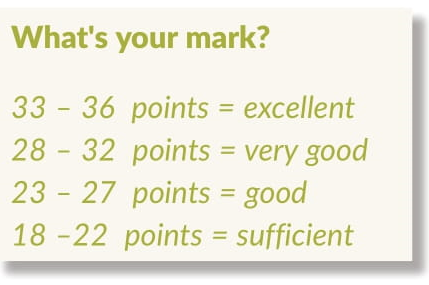 What's your mark?
33 – 36 points = excellent
28 – 32 points = very good
23 – 27 points = good
18 –22 points = sufficient